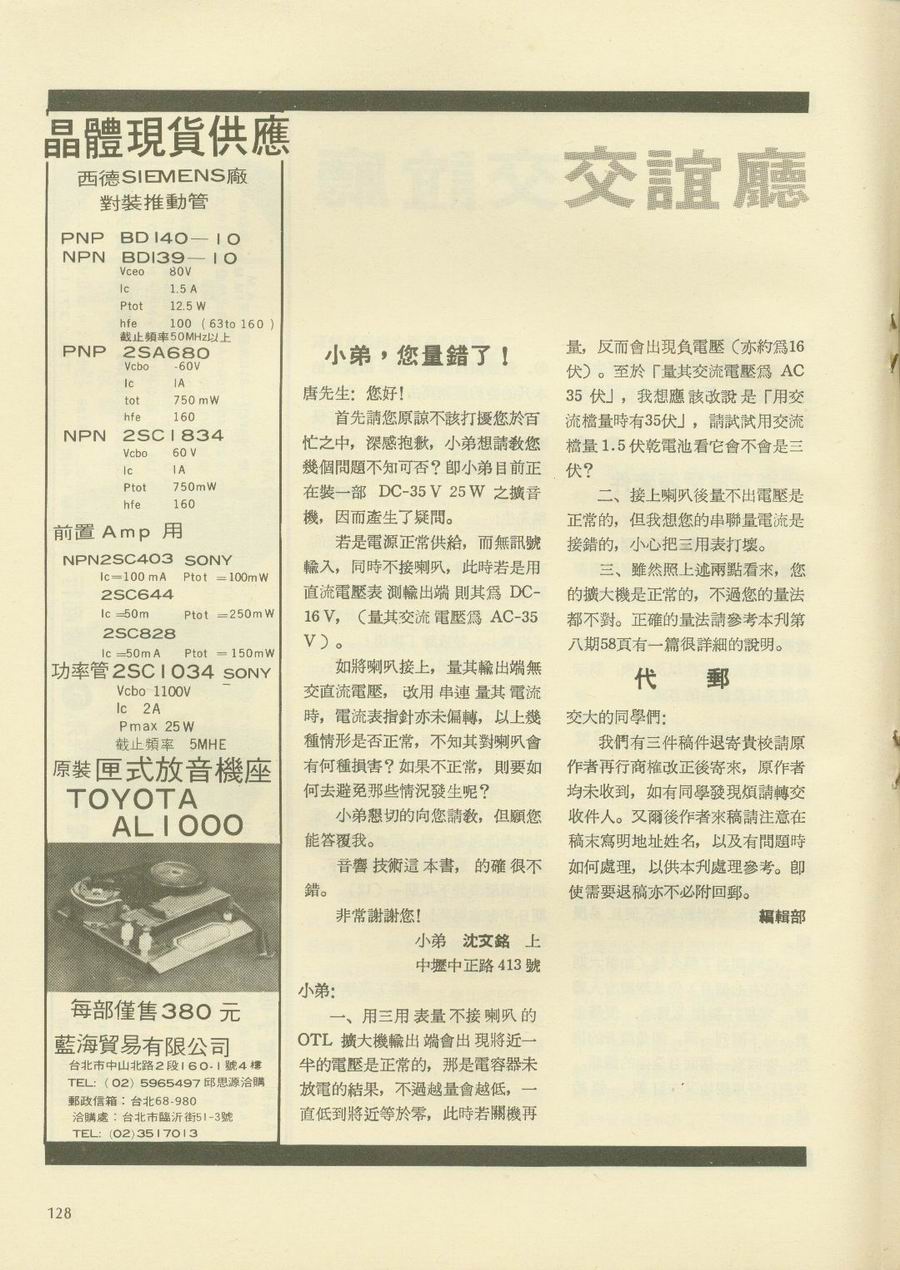 晶體現貨供應
西德SIEMENS廠
對裝推動管
PNP BD140—10
NPN BD139—10
Vceo 80V
Ic 1.5 A
Ptot 12.5 W
hfe 100 (63to 160)
截止頻率50MHz以上
PNP 2SA680
Vcbo -60V
Ic 1A
tot 750 mW
hfe 160
NPN 2SC1834
Vcbo 60 V
Ic 1A
Ptot 750mW
hfe 160
前置 Amp 用
NPN2SC403 SONY
Ic=100 mA Ptot =100mW
2SC644
Ic =50m Ptot =250mW
2SC828
Ic =50mA Ptot =150mW
功率管2SC1034 SONY
Vcbo 1100V
Ic 2A
Pmax 25W
截止頻率 5MHE
原裝匣式放音機座
TOYOTA
AL1000
每部僅售380 元
藍海貿易有限公司
台北市中山北路2段160-1號4樓
TEL: (02) 5965497 邱思源洽購
郵政信箱：台北68-980
洽購處：台北市臨沂街51-3號
TEL: (02)3517013
交誼廳
小弟，您量錯了！
唐先生：您好！
首先請您原諒不該打擾您於百
忙之中，深感抱歉，小弟想請教您
幾個問題不知可否？卽小弟目前正
在裝一部 DC-35 V 25 W 之擴音
機，因而產生了疑問。
若是電源正常供給，而無訊號
輸入，同時不接喇叭，此時若是用
直流電壓表測輸出端則其爲 DC-
16 V，（量其交流電壓爲 AC-35
V）。
如將喇叭接上，量其輸出端無
交直流電壓，改用串連量其電流
時，電流表指針亦未偏轉，以上幾
種情形是否正常，不知其對喇叭會
有何種損害？如果不正常，則要如
何去避免那些情況發生呢？
小弟懇切的向您請教，但願您
能答覆我。
音響技術這本書，的確很不
錯。
非常謝謝您！
小弟 沈文銘 上
中壢中正路 413 號
小弟：
一、用三用表量不接喇叭的
OTL 擴大機輸出端會出現將近一
半的電壓是正常的，那是電容器未
放電的結果，不過越量會越低，一
直低到將近等於零，此時若關機再
量，反而會出現負電壓（亦約爲16
伏）。至於「量其交流電壓爲 AC
35 伏」，我想應該改說是「用交
流檔量時有35伏」，請試試用交流
檔量 1.5 伏乾電池看它會不會是三
伏？
二、接上喇叭後量不出電壓是
正常的，但我想您的串聯量電流是
接錯的，小心把三用表打壞。
三、雖然照上述兩點看來，您
的擴大機是正常的，不過您的量法
都不對。正確的量法請參考本刊第
八期58頁有一篇很詳細的說明。
代 郵
交大的同學們：
我們有三件稿件退寄貴校請原
作者再行商榷改正後寄來，原作者
均未收到，如有同學發現煩請轉交
收件人。又爾後作者來稿請注意在
稿末寫明地址姓名，以及有問題時
如何處理，以供本刊處理參考。卽
使需要退稿亦不必附回郵。
編輯部
128